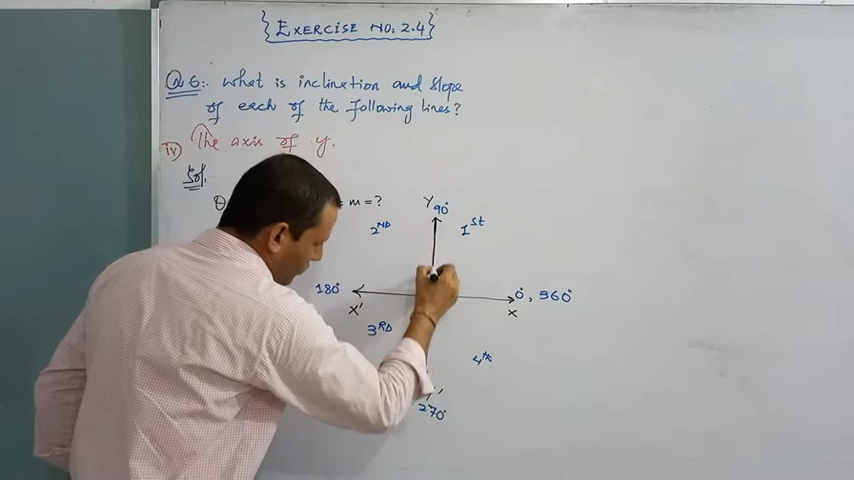 EXERCISE NO: 2.4
Q6:. what is inclination and slope
of each of the following lines?
iv) The axis of y.
Sol.
θ = m = ?
Y 90°
2ND 1st
180° 0°, 360°
X' X
3RD
4th
270°